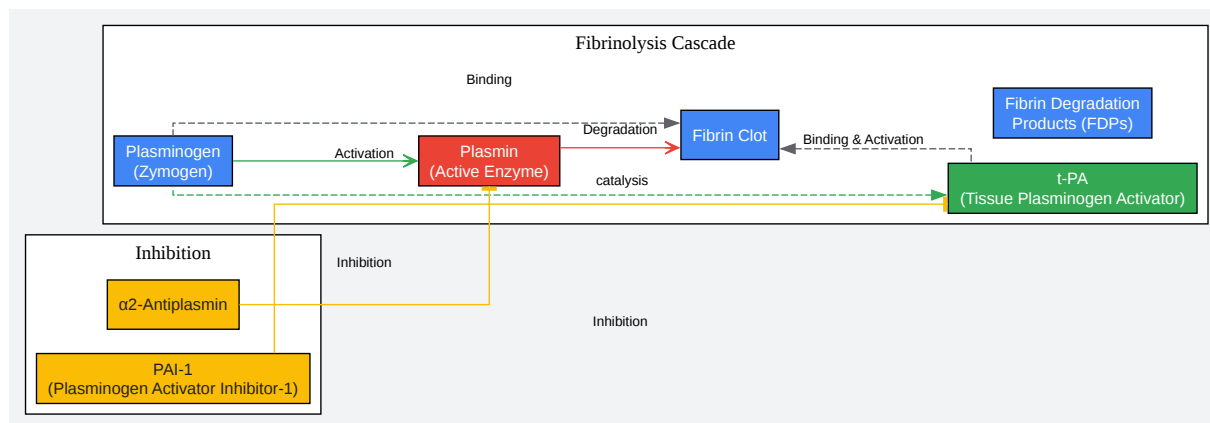 Fibrinolysis Cascade
Binding
Fibrin Degradation
Products (FDPs)
Degradation
Fibrin Clot
Binding & Activation
Plasminogen
(Zymogen)
Activation
Plasmin
(Active Enzyme)
catalysis
t-PA
(Tissue Plasminogen Activator)
Inhibition
Inhibition
α2-Antiplasmin
Inhibition
PAI-1
(Plasminogen Activator Inhibitor-1)